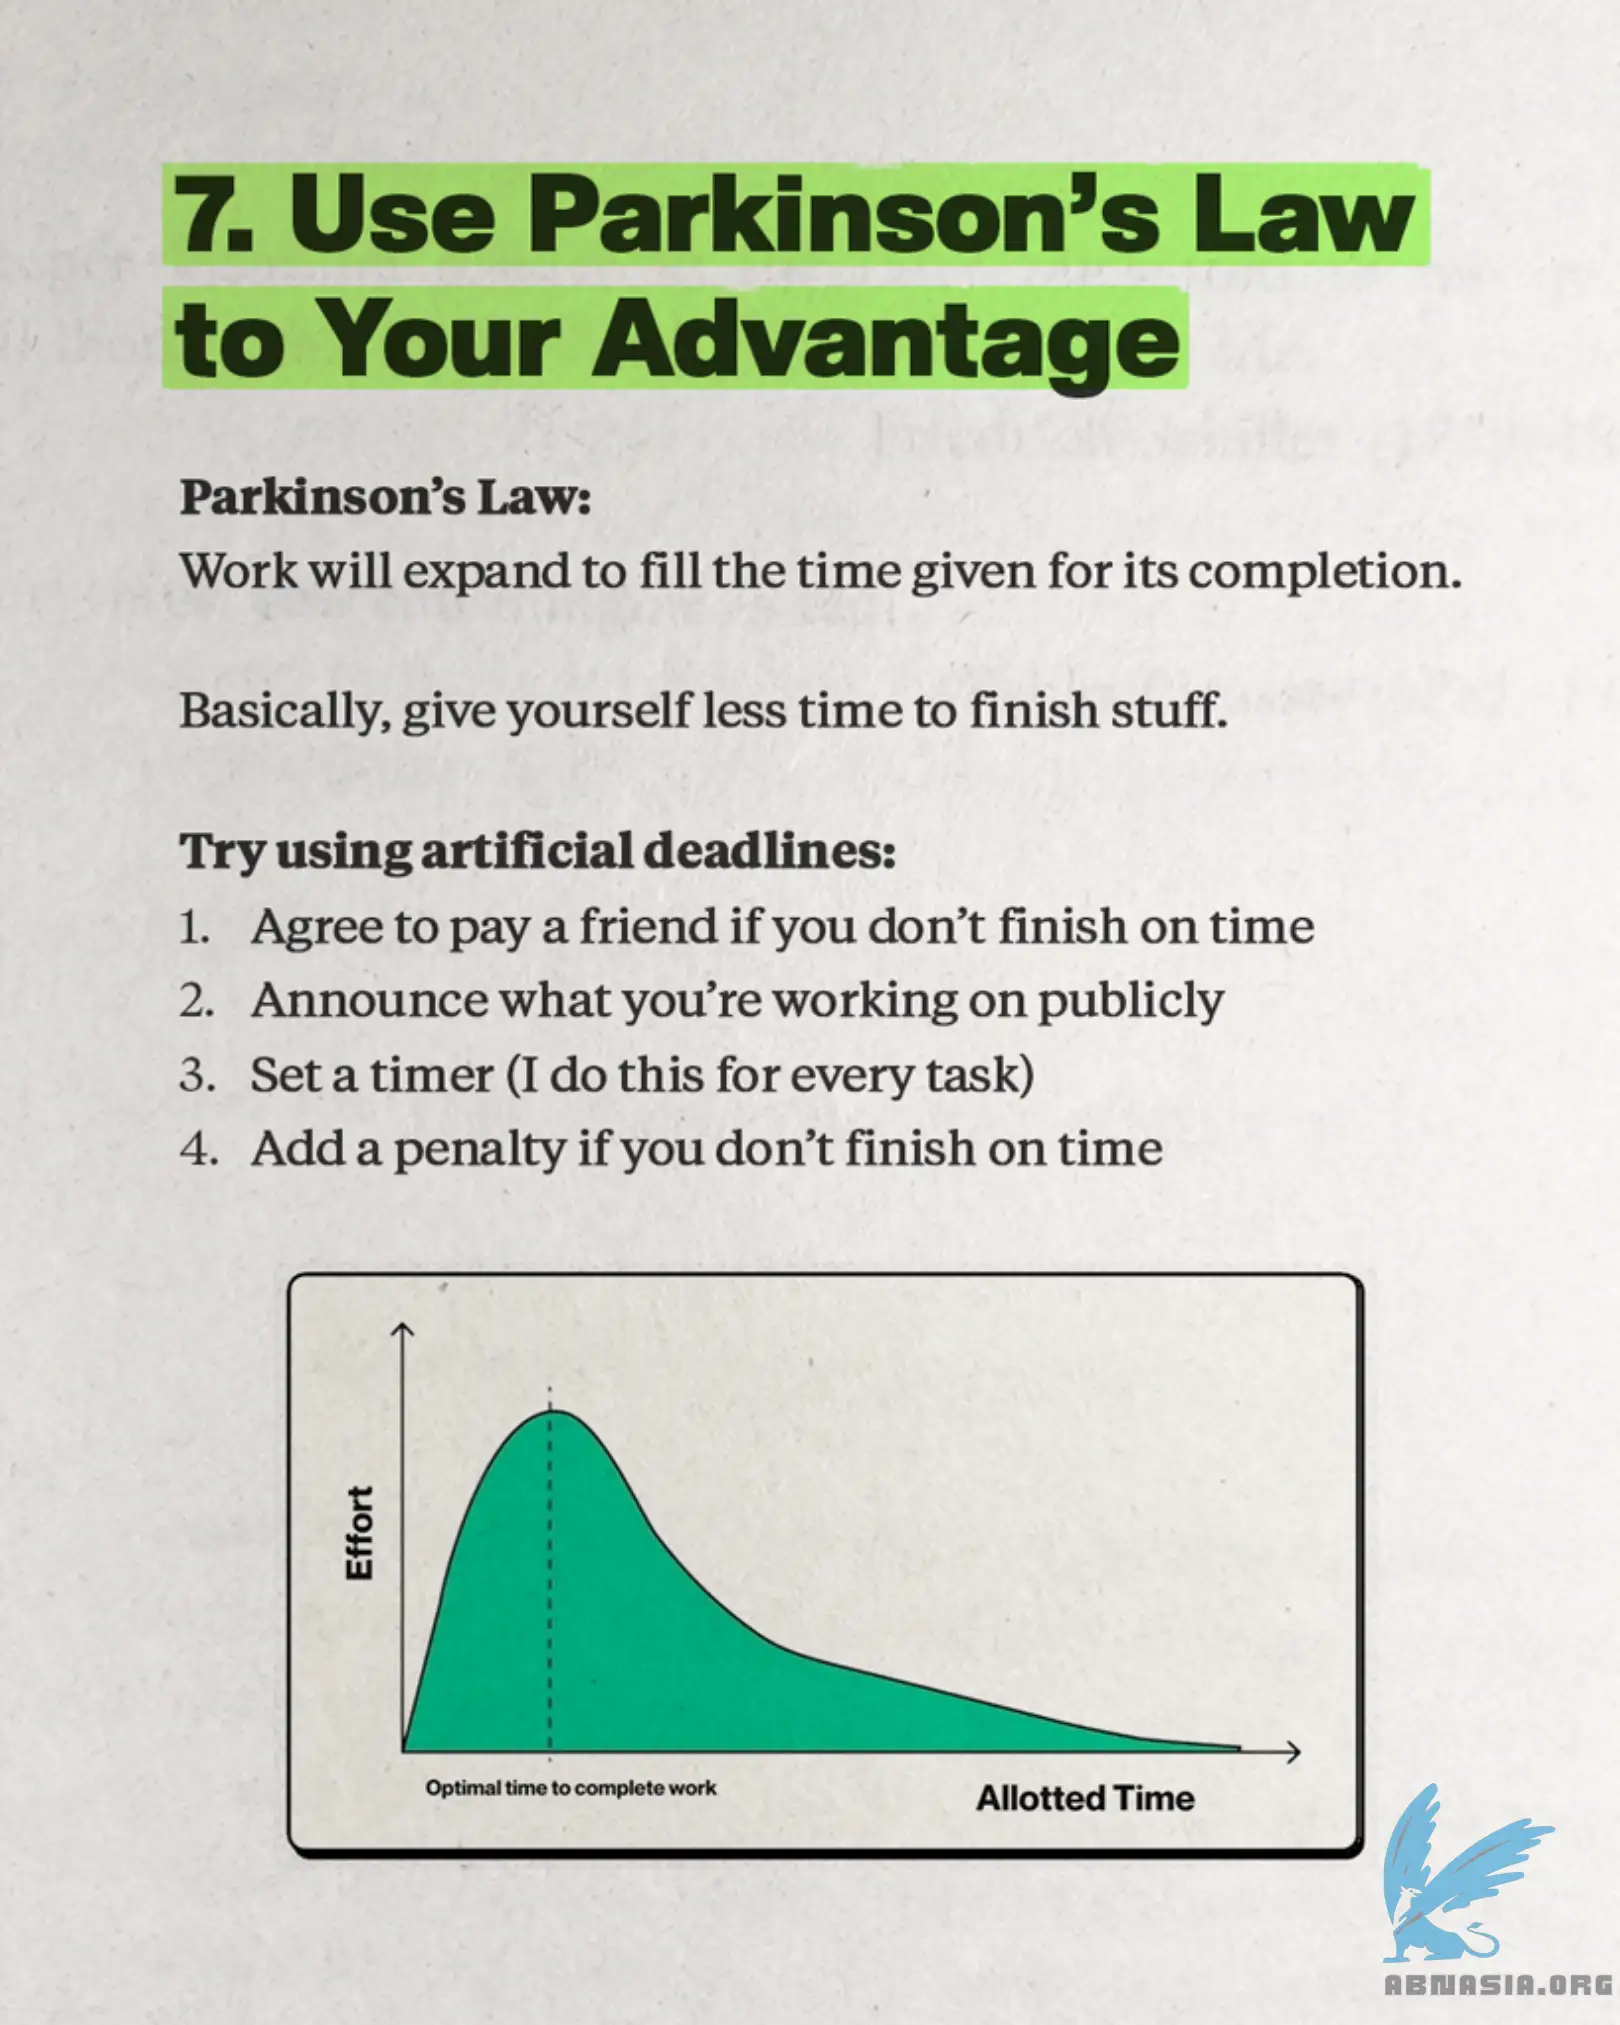 7. Use Parkinson’s Law
to Your Advantage
Parkinson’s Law:
Work will expand to fill the time given for its completion.
Basically, give yourself less time to finish stuff.
Try using artificial deadlines:
1. Agree to pay a friend if you don’t finish on time
2. Announce what you’re working on publicly
3. Set a timer (I do this for every task)
4. Add a penalty if you don’t finish on time
Effort
Optimal time to complete work
Allotted Time
ABNASIA.ORG